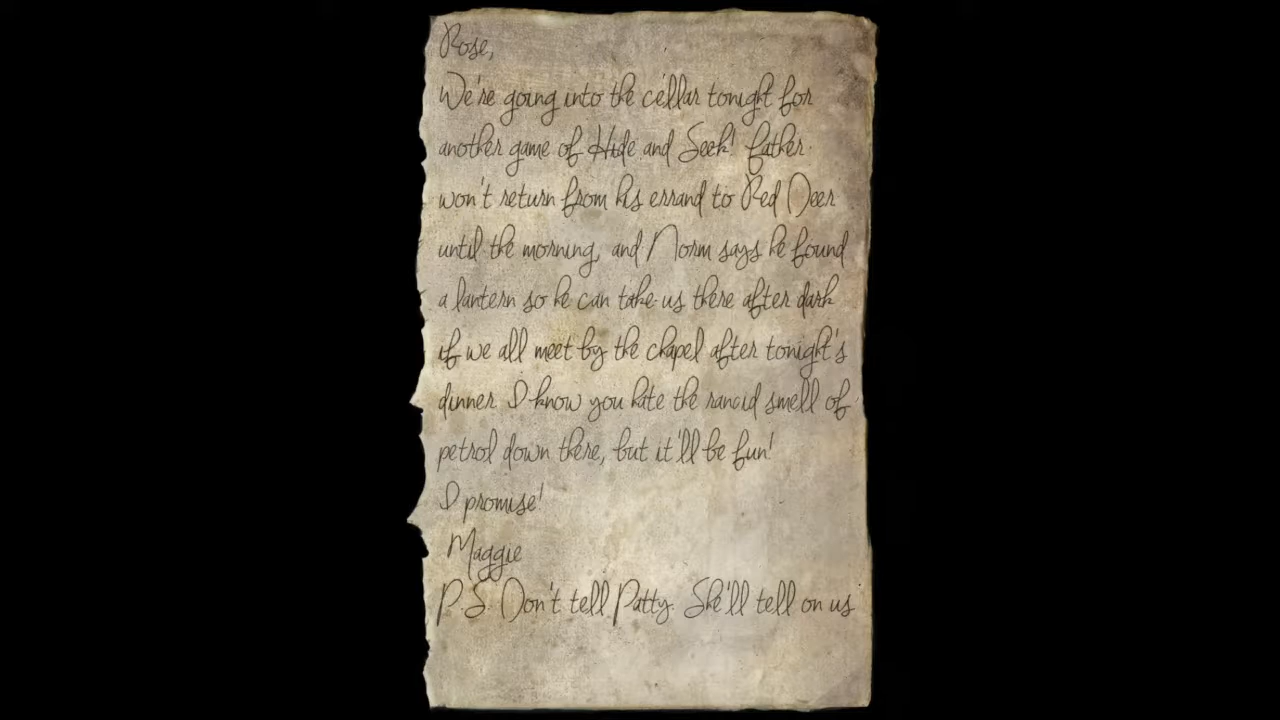 Rose,
We're going into the cellar tonight for
another game of Hide and Seek! Father
won't return from his errand to Red Deer
until the morning, and Norm says he found
a lantern so he can take us there after dark
if we all meet by the chapel after tonight's
dinner. I know you hate the rancid smell of
petrol down there, but it'll be fun!
I promise!
Maggie
P.S. Don't tell Patty. She'll tell on us